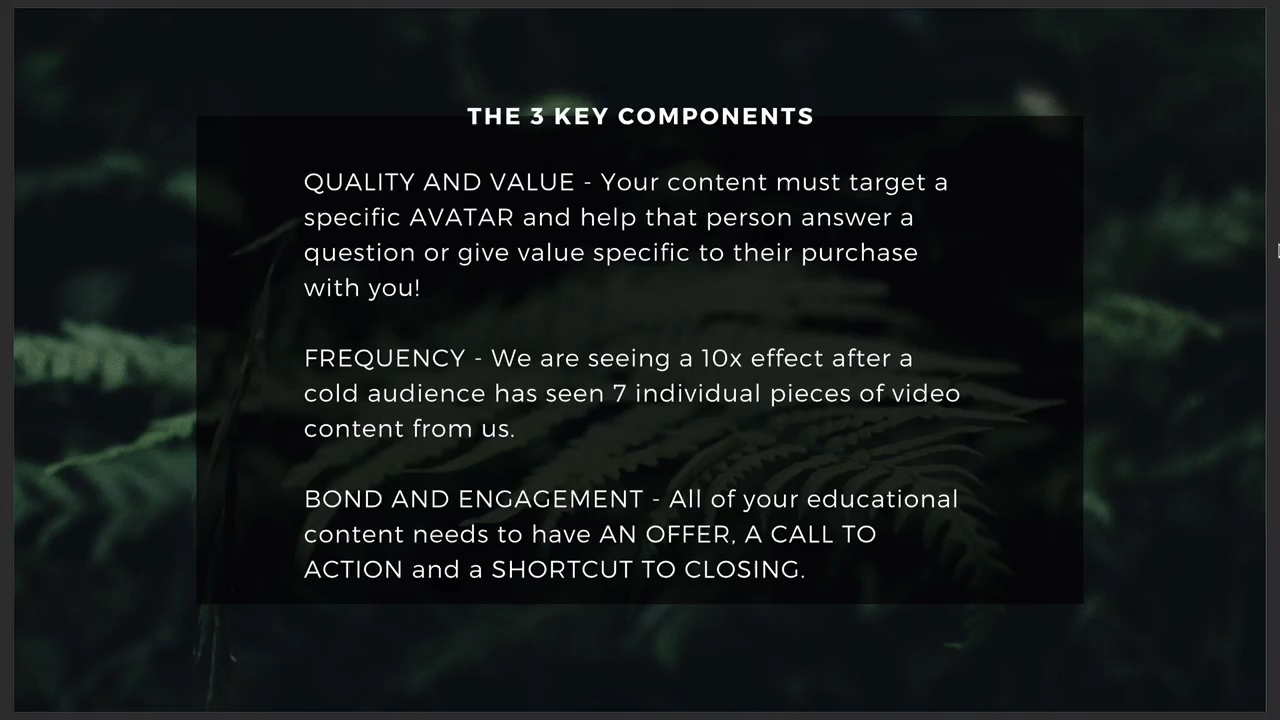 THE 3 KEY COMPONENTS
QUALITY AND VALUE - Your content must target a
specific AVATAR and help that person answer a
question or give value specific to their purchase
with you!
FREQUENCY - We are seeing a 10x effect after a
cold audience has seen 7 individual pieces of video
content from us.
BOND AND ENGAGEMENT - All of your educational
content needs to have AN OFFER, A CALL TO
ACTION and a SHORTCUT TO CLOSING.